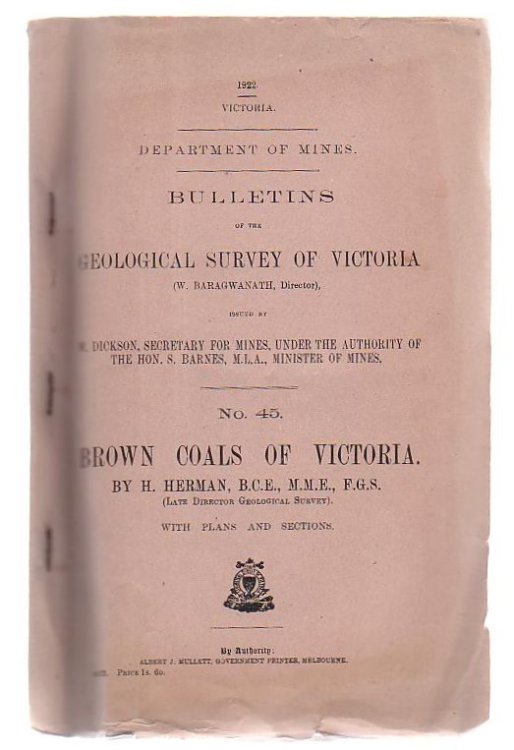 1922
VICTORIA.
DEPARTMENT OF MINES.
BULLETINS
OF THE
GEOLOGICAL SURVEY OF VICTORIA
(W. BARAGWANATH, Director),
ISSUED BY
DICKSON, SECRETARY FOR MINES, UNDER THE AUTHORITY OF
THE HON. S. BARNES, M.L.A., MINISTER OF MINES.
No. 45.
BROWN COALS OF VICTORIA.
BY H. HERMAN, B.C.E., M.M.E., F.G.S.
(LATE DIRECTOR GEOLOGICAL SURVEY).
WITH PLANS AND SECTIONS.
By Authority:
ALBERT J. MULLETT, GOVERNMENT PRINTER, MELBOURNE.
PRICE 1s. 6D.